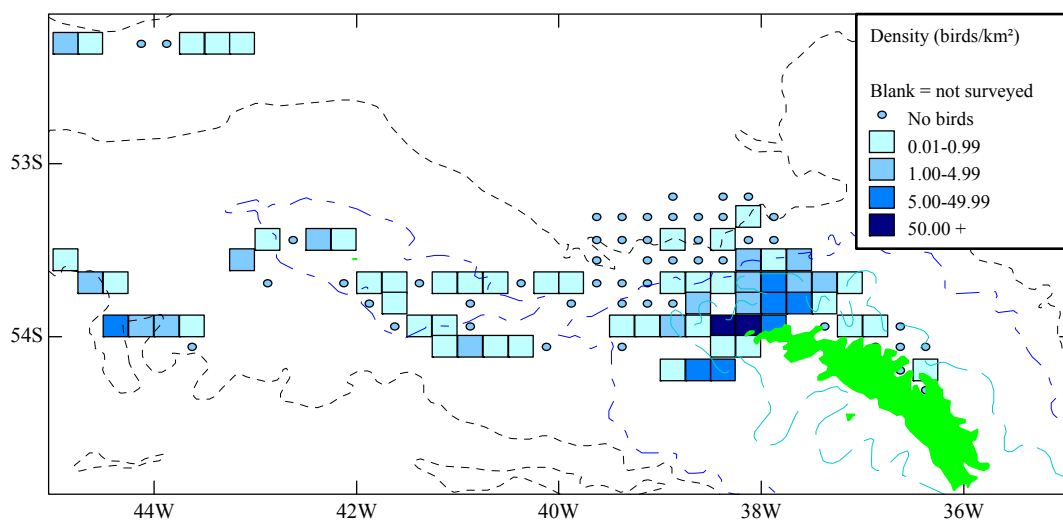 Density (birds/km²)
Blank = not surveyed
No birds
0.01-0.99
1.00-4.99
5.00-49.99
50.00 +
53S
54S
44W
42W
40W
38W
36W